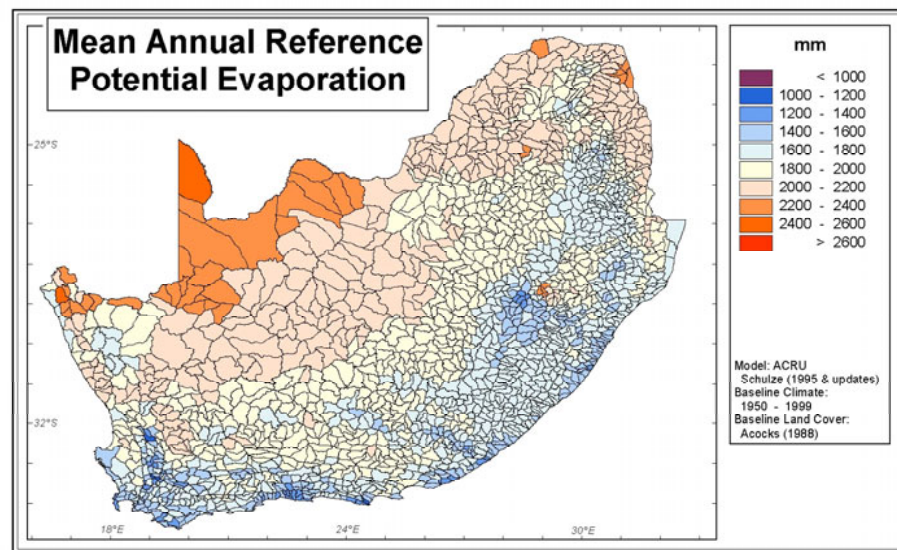 Mean Annual Reference
Potential Evaporation
mm
< 1000
1000 - 1200
1200 - 1400
1400 - 1600
1600 - 1800
1800 - 2000
2000 - 2200
2200 - 2400
2400 - 2600
> 2600
25°S
32°S
18°E
24°E
30°E
Model: ACRU
Schulze (1995 & updates)
Baseline Climate:
1950 - 1999
Baseline Land Cover:
Acocks (1988)